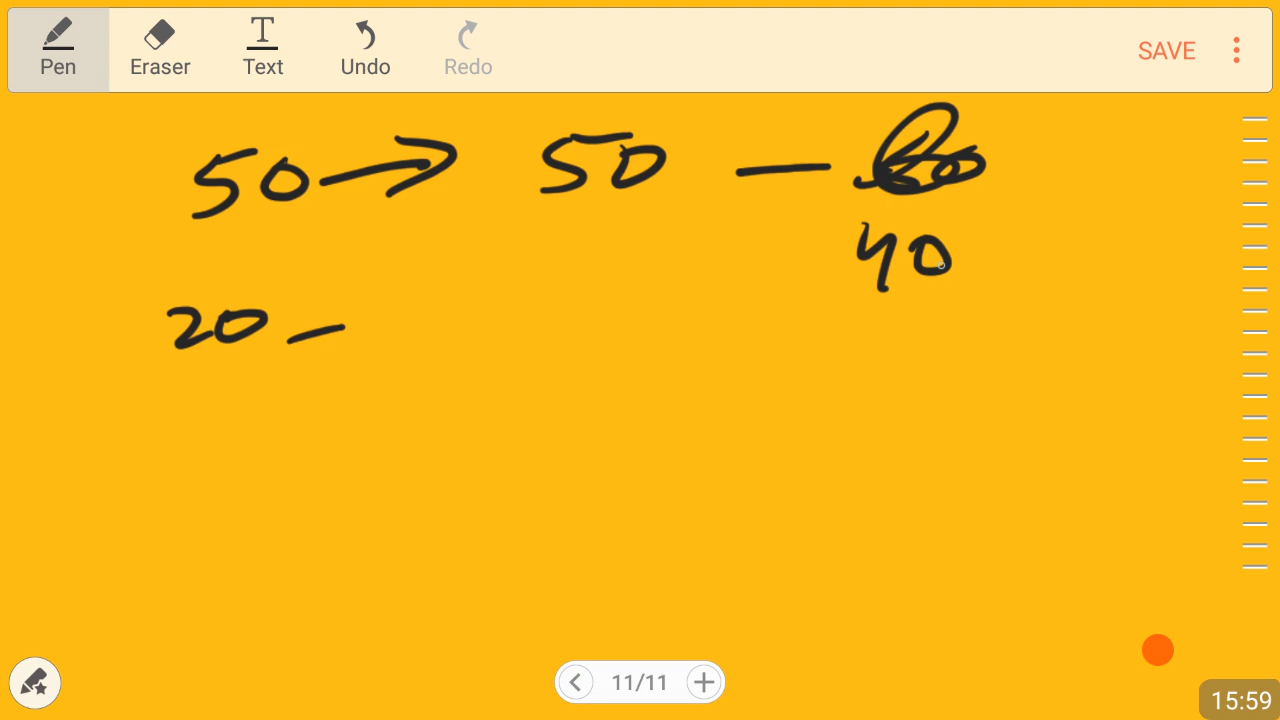 Pen Eraser Text Undo Redo SAVE
50 → 50 —
40
20 —
11/11
15:59